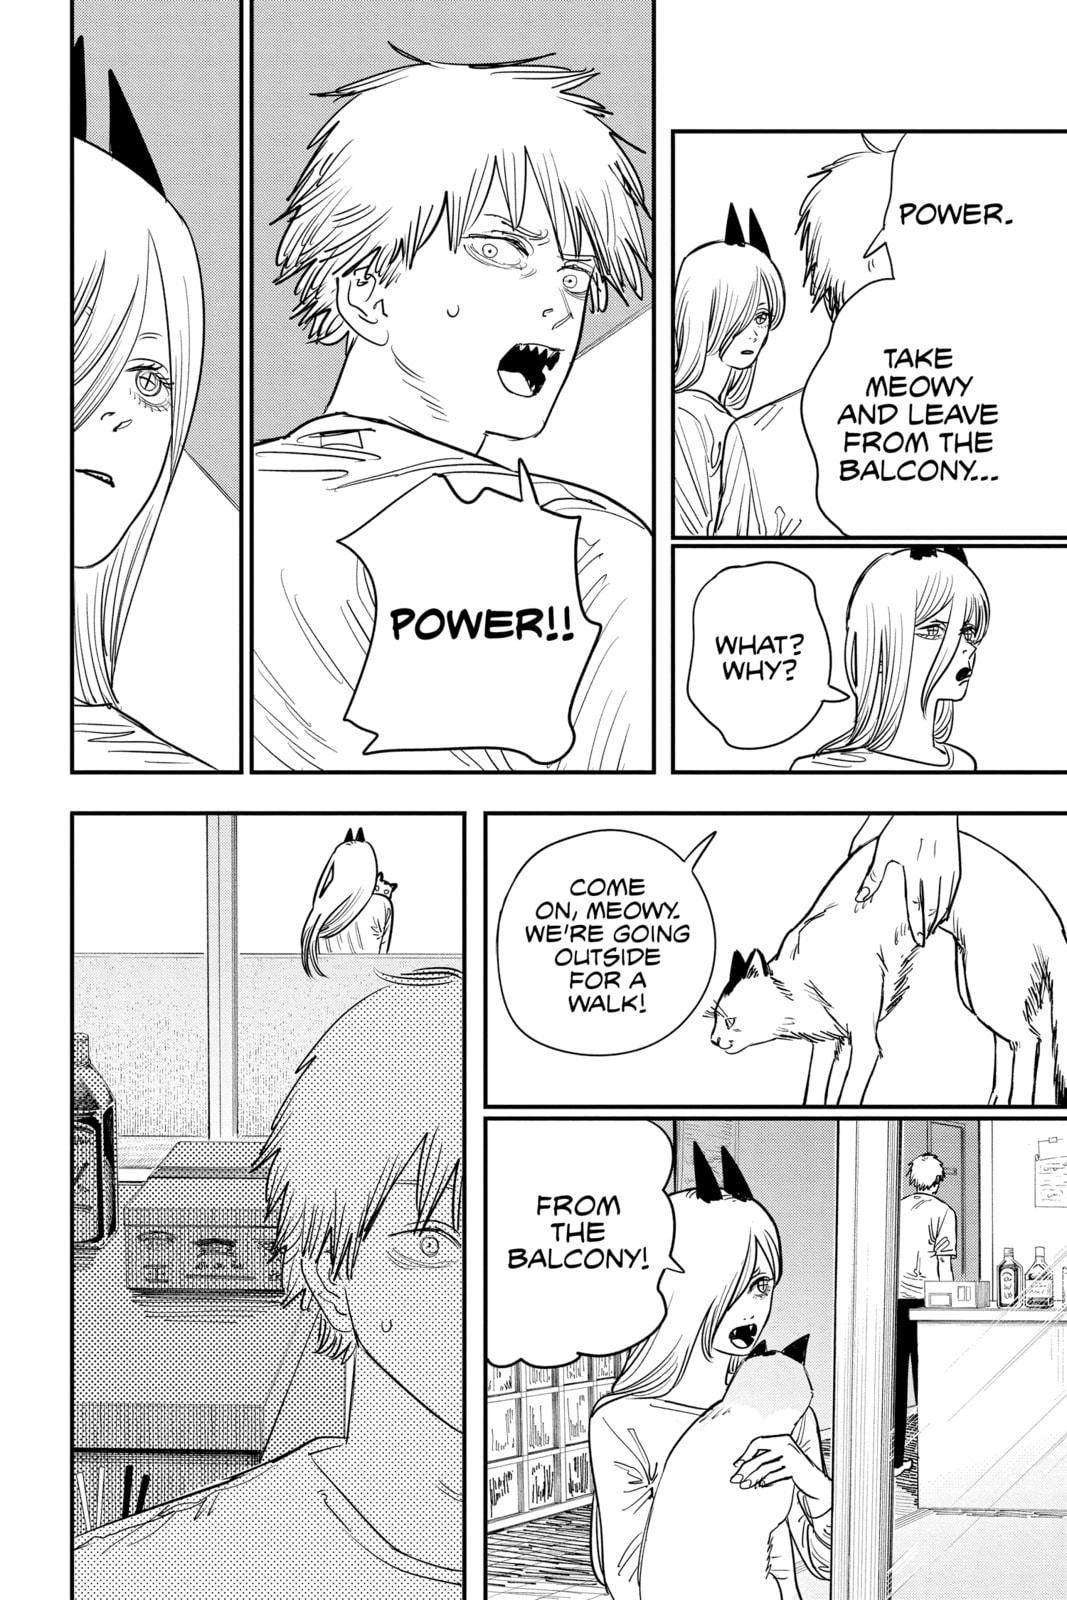 POWER.
TAKE
MEOWY
AND LEAVE
FROM THE
BALCONY...
WHAT?
WHY?
POWER!!
COME
ON, MEOWY.
WE'RE GOING
OUTSIDE
FOR A
WALK!
FROM
THE
BALCONY!